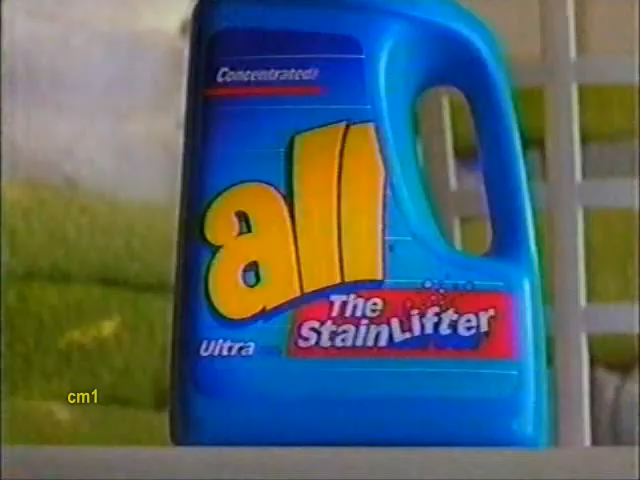 Concentrated!
all
The
StainLifter
Ultra
cm1